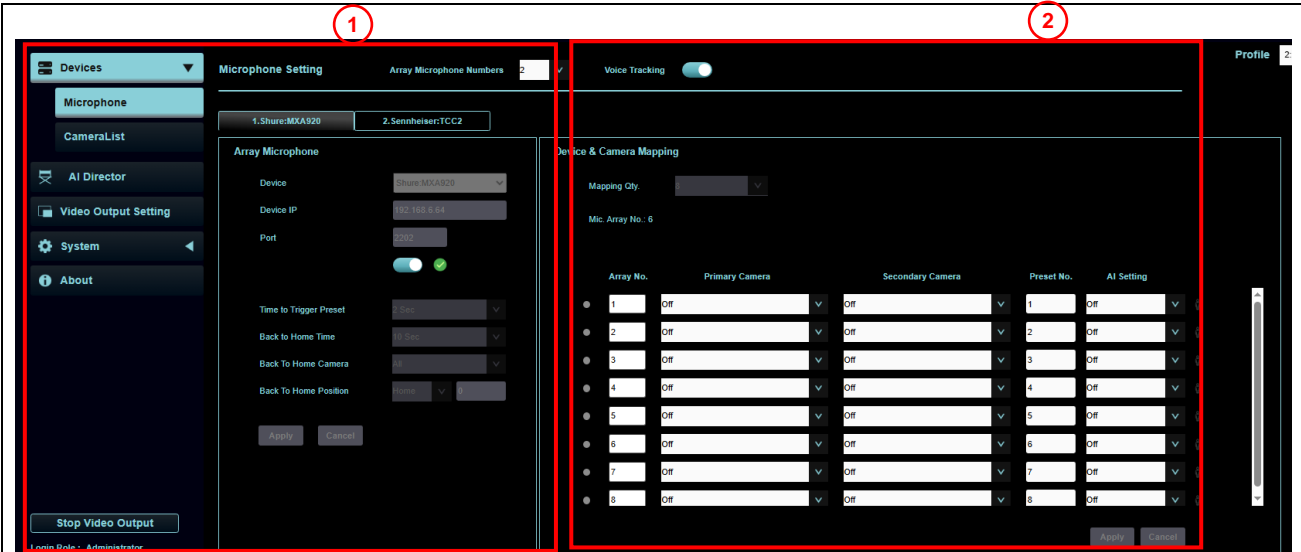 1
2
Profile 2:
Devices
Microphone
CameraList
AI Director
Video Output Setting
System
About
Stop Video Output
Login Role : Administrator
Microphone Setting Array Microphone Numbers 2 Voice Tracking
1.Shure:MXA920 2.Sennheiser:TCC2
Array Microphone
Device Shure:MXA920
Device IP 192.168.6.64
Port 2202
Time to Trigger Preset 2 Sec
Back to Home Time 10 Sec
Back To Home Camera All
Back To Home Position Home 0
Apply Cancel
Device & Camera Mapping
Mapping Qty. 8
Mic. Array No.: 6
Array No. Primary Camera Secondary Camera Preset No. AI Setting
1 Off Off 1 Off
2 Off Off 2 Off
3 Off Off 3 Off
4 Off Off 4 Off
5 Off Off 5 Off
6 Off Off 6 Off
7 Off Off 7 Off
8 Off Off 8 Off
Apply Cancel